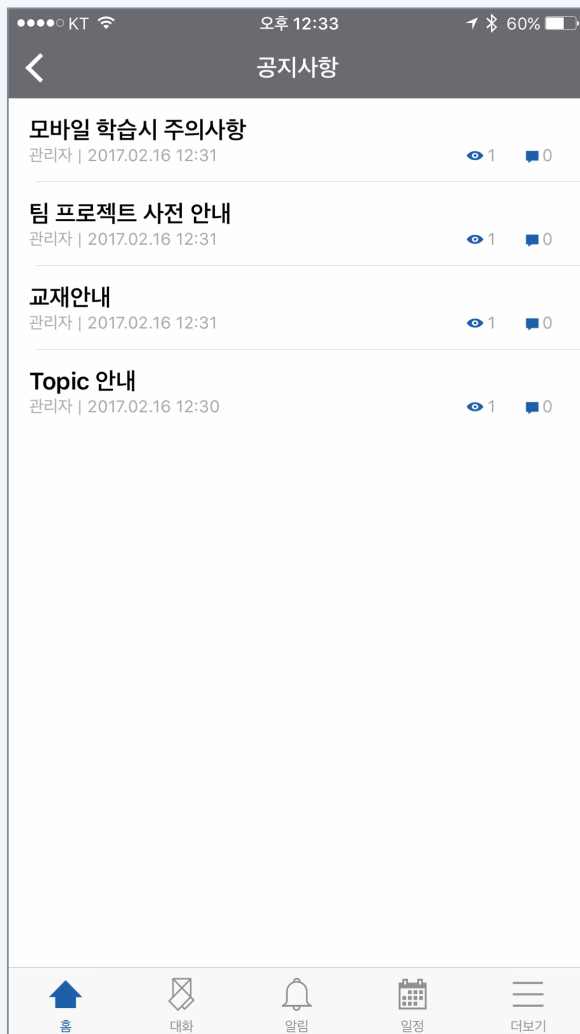 KT 오후 12:33 60%
공지사항
모바일 학습시 주의사항
관리자 | 2017.02.16 12:31 1 0
팀 프로젝트 사전 안내
관리자 | 2017.02.16 12:31 1 0
교재안내
관리자 | 2017.02.16 12:31 1 0
Topic 안내
관리자 | 2017.02.16 12:30 1 0
홈 대화 알림 일정 더보기